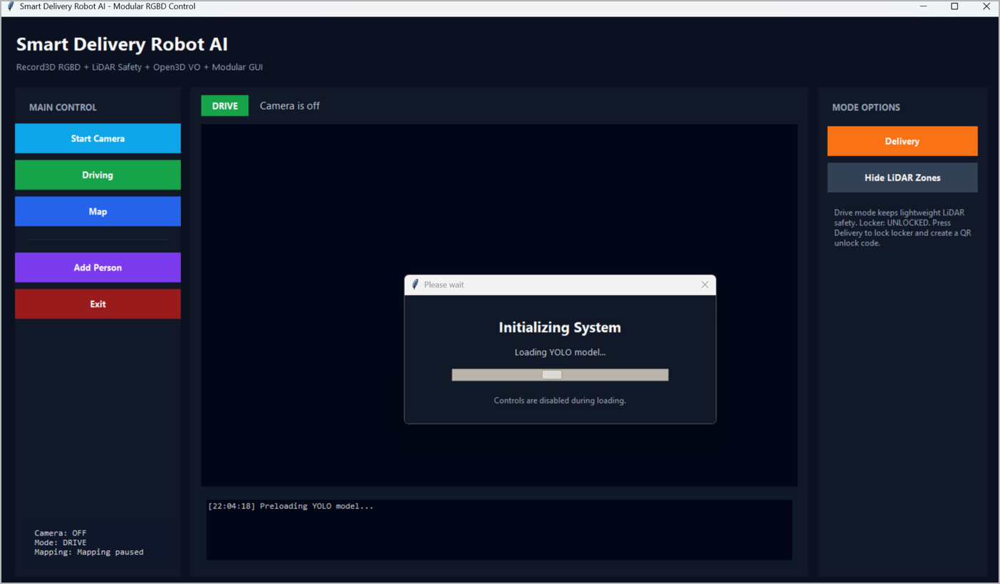 Smart Delivery Robot AI - Modular RGBD Control
Smart Delivery Robot AI
Record3D RGBD + LiDAR Safety + Open3D VO + Modular GUI
MAIN CONTROL
Start Camera
Driving
Map
Add Person
Exit
Camera: OFF
Mode: DRIVE
Mapping: Mapping paused
DRIVE
Camera is off
Please wait
Initializing System
Loading YOLO model...
Controls are disabled during loading.
[22:04:18] Preloading YOLO model...
MODE OPTIONS
Delivery
Hide LiDAR Zones
Drive mode keeps lightweight LiDAR
safety. Locker: UNLOCKED. Press
Delivery to lock locker and create a QR
unlock code.